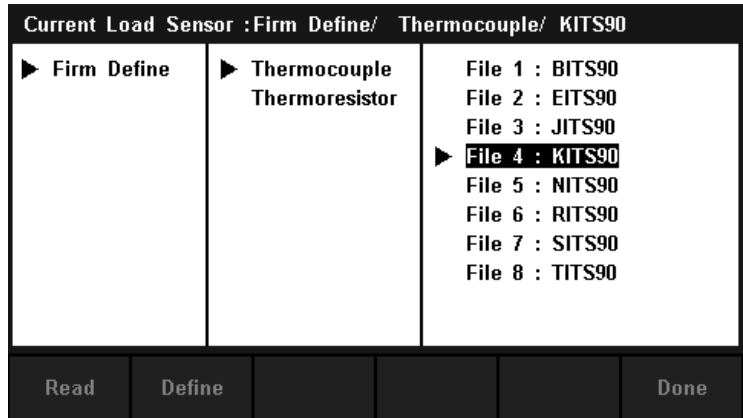 Current Load Sensor :Firm Define/ Thermocouple/ KITS90
Firm Define
Thermocouple
Thermoresistor
File 1 : BITS90
File 2 : EITS90
File 3 : JITS90
File 4 : KITS90
File 5 : NITS90
File 6 : RITS90
File 7 : SITS90
File 8 : TITS90
Read Define Done